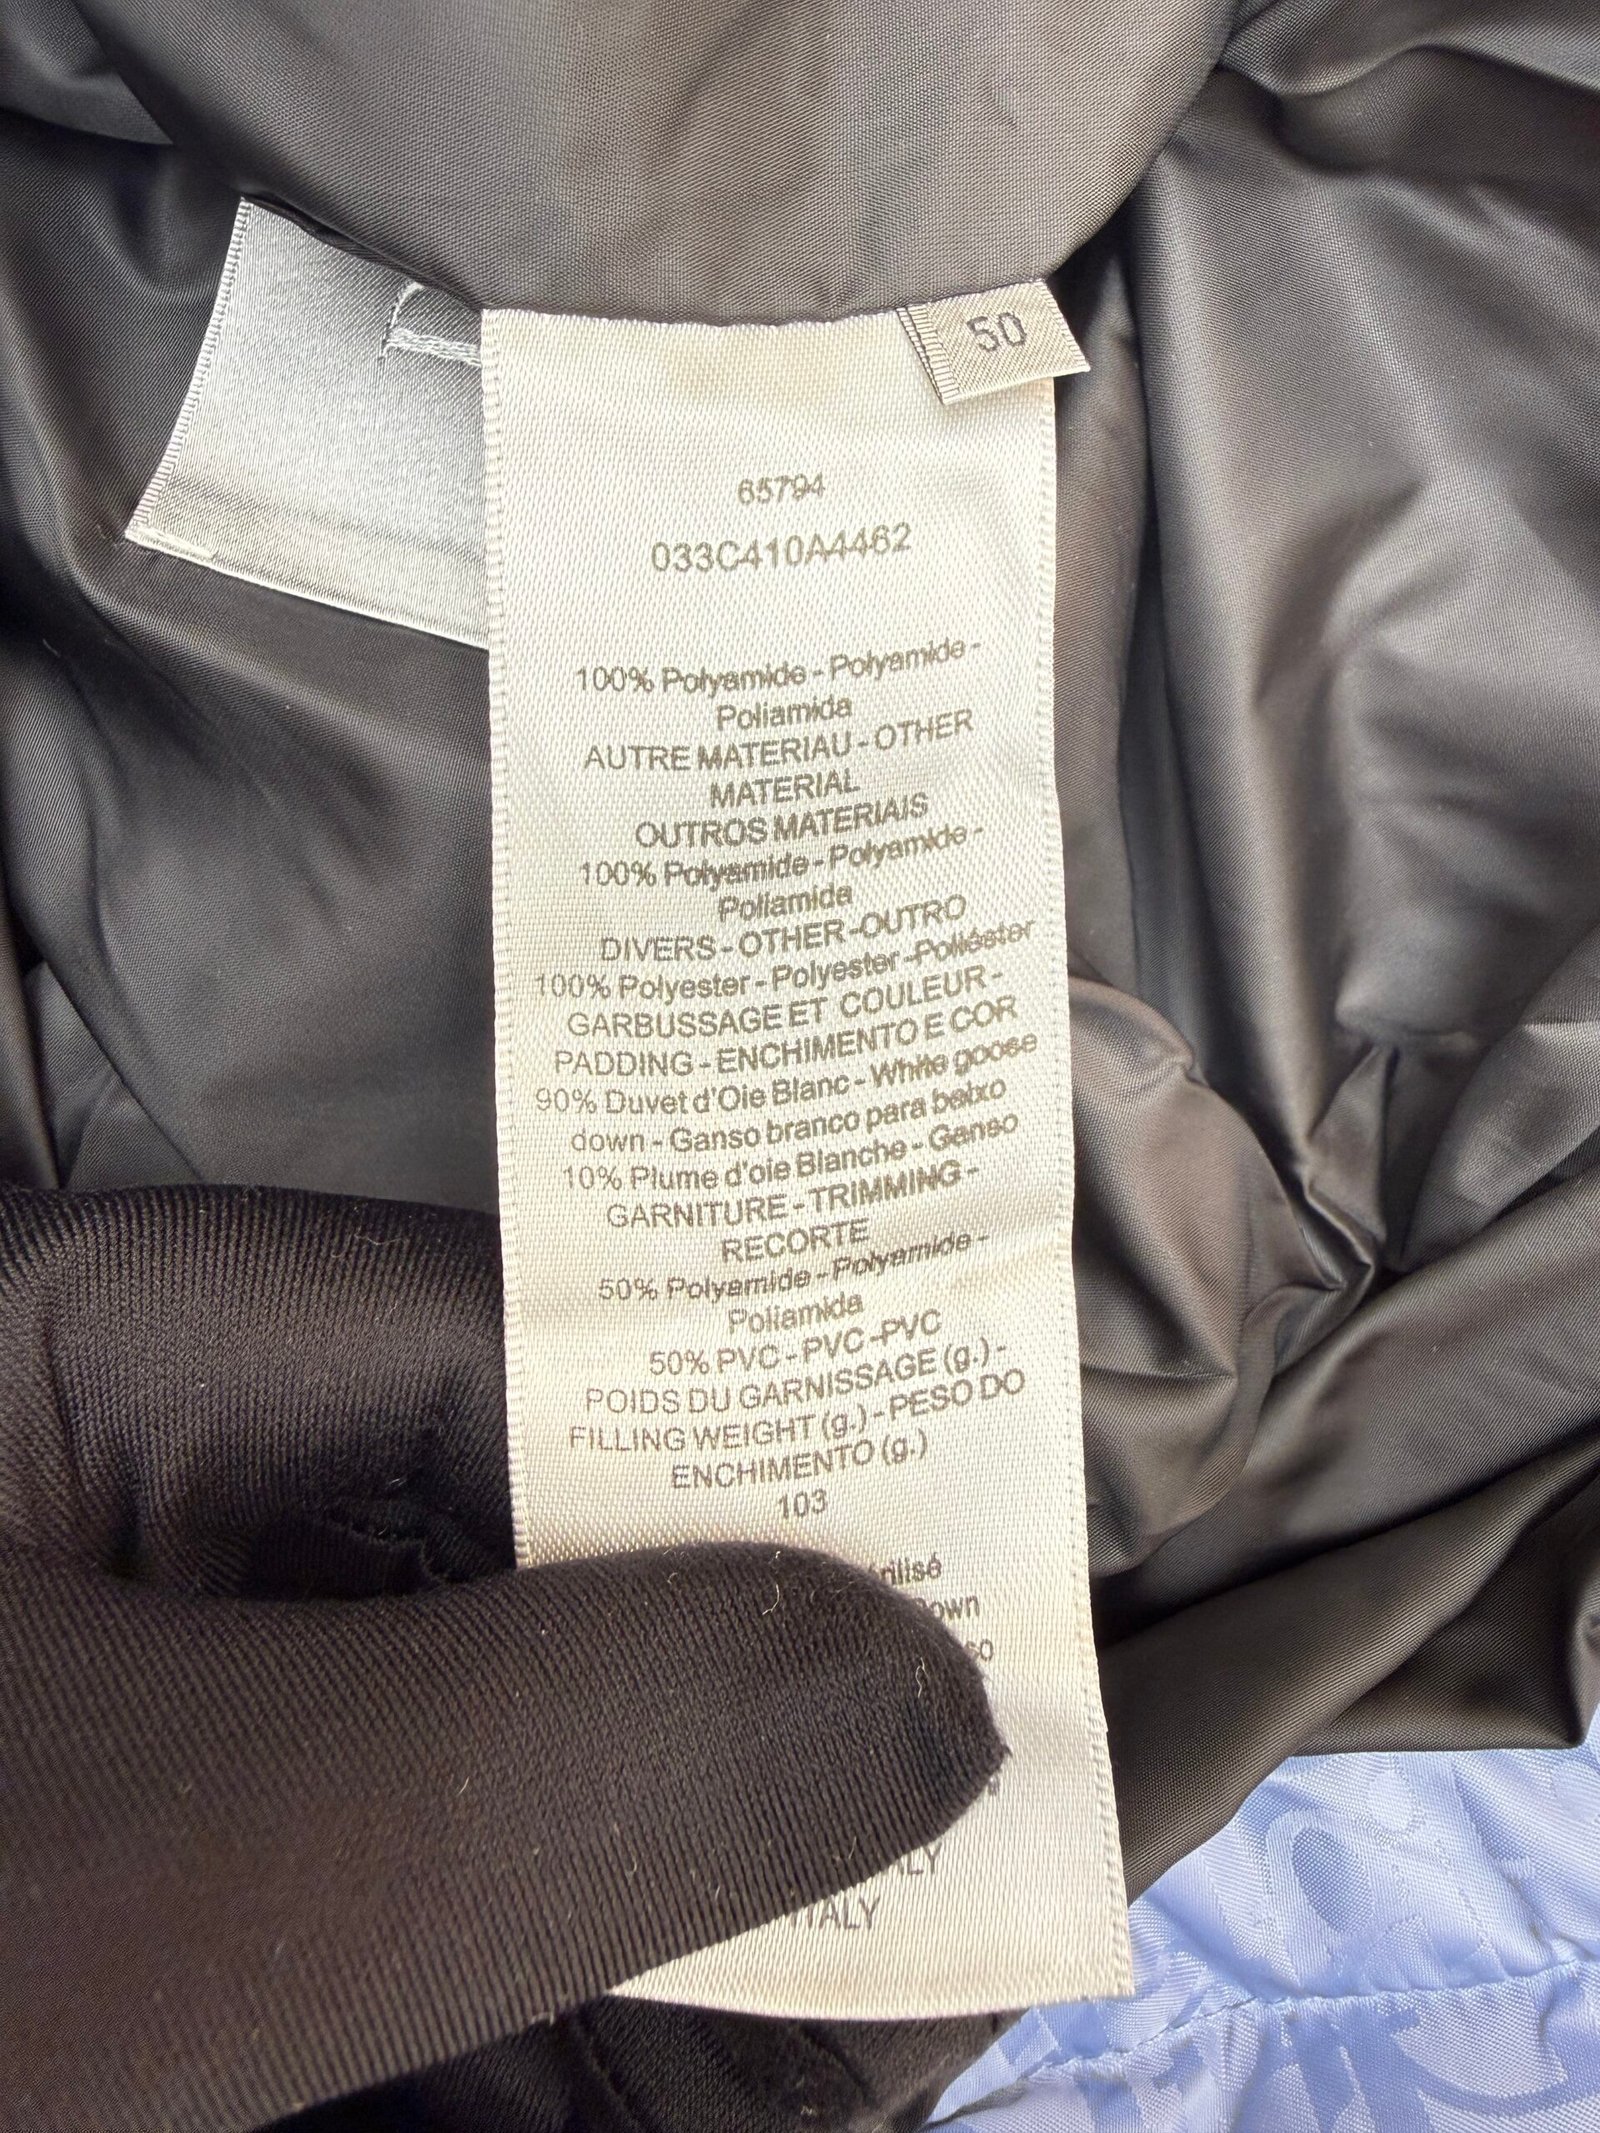 50
65794
033C410A4462
100% Polyamide - Polyamide -
Poliamida
AUTRE MATERIAU - OTHER
MATERIAL
OUTROS MATERIAIS
100% Polyamide - Polyamide -
Poliamida
DIVERS - OTHER -OUTRO
100% Polyester - Polyester -Poliéster
GARBUSSAGE ET COULEUR -
PADDING - ENCHIMENTO E COR
90% Duvet d'Oie Blanc - White goose
down - Ganso branco para baixo
10% Plume d'oie Blanche - Ganso
GARNITURE - TRIMMING -
RECORTE
50% Polyamide - Polyamide -
Poliamida
50% PVC - PVC -PVC
POIDS DU GARNISSAGE (g.) -
FILLING WEIGHT (g.) - PESO DO
ENCHIMENTO (g.)
103
ITALY